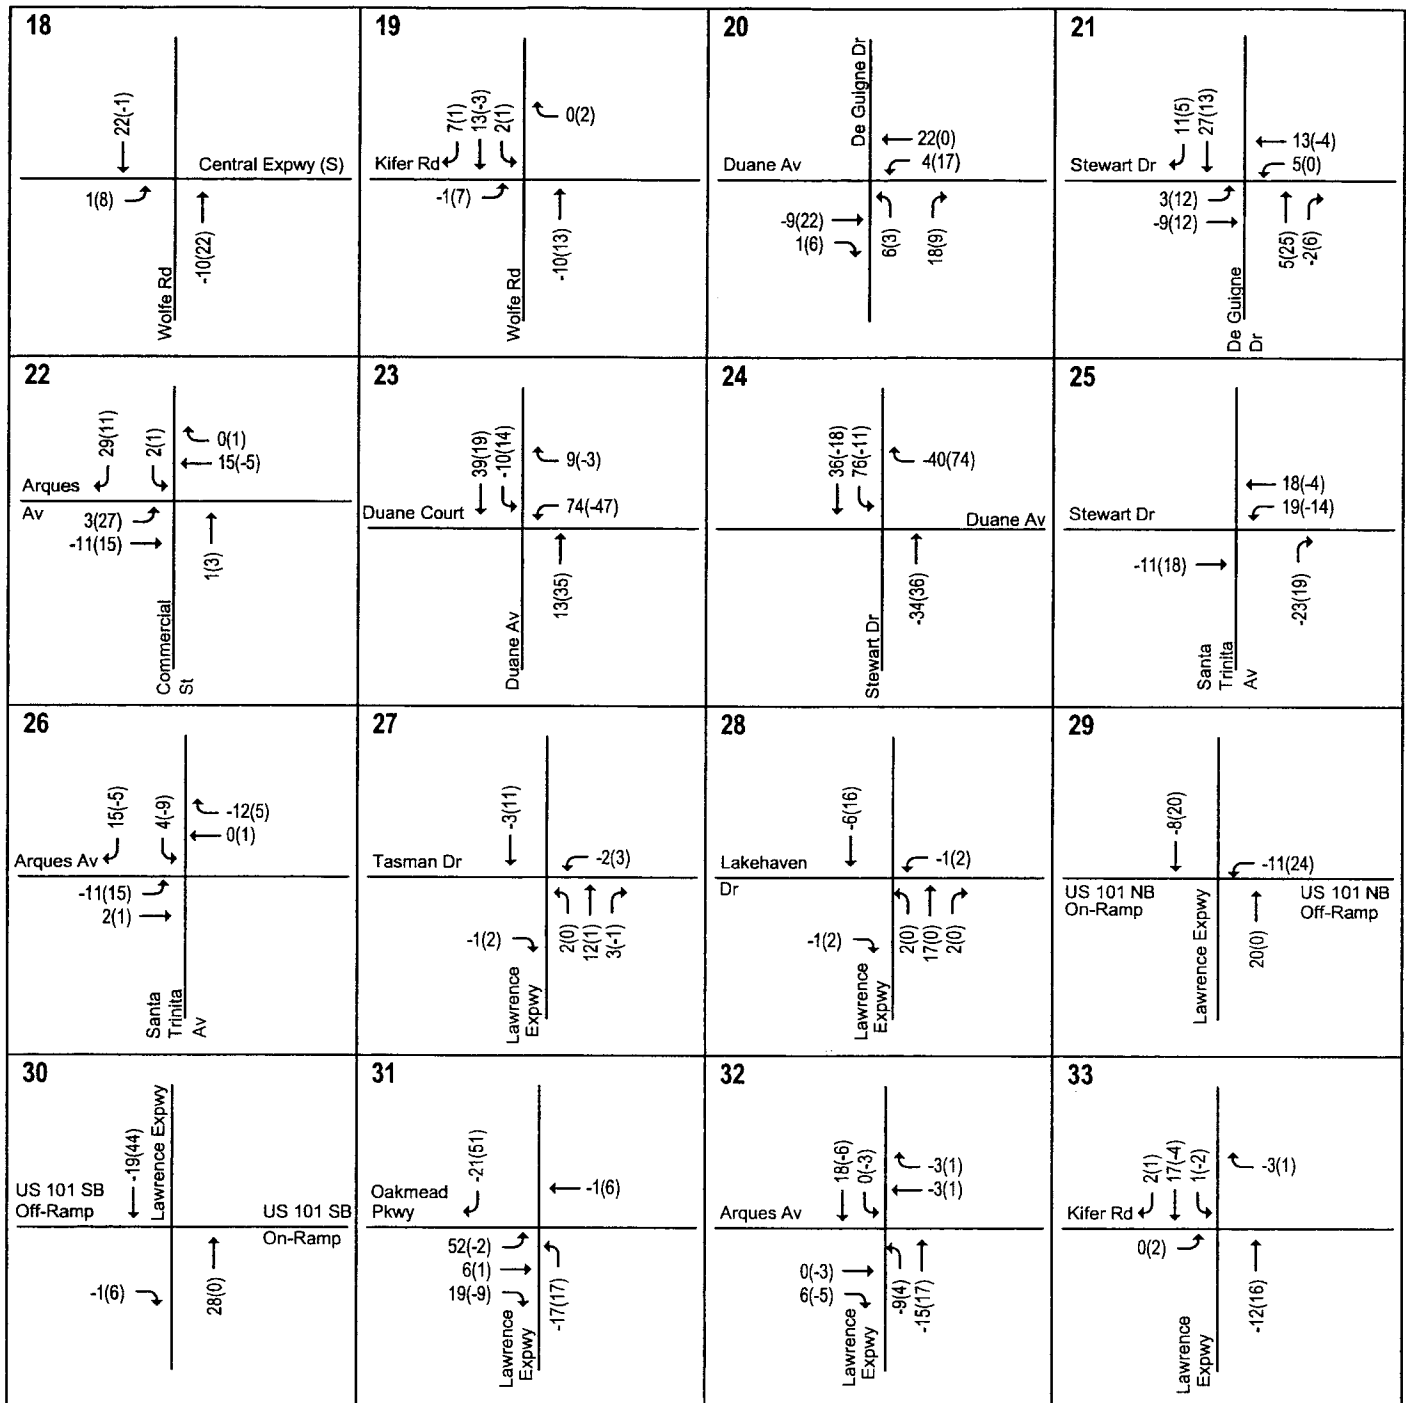 18
22(-1)
Central Expwy (S)
1(8)
-10(22)
Wolfe Rd
19
7(1)
13(-3)
2(1)
0(2)
Kifer Rd
-1(7)
-10(13)
Wolfe Rd
20
De Guigne Dr
22(0)
4(17)
Duane Av
-9(22)
1(6)
6(3)
18(9)
21
11(5)
27(13)
13(-4)
5(0)
Stewart Dr
3(12)
-9(12)
5(25)
-2(6)
De Guigne
Dr
22
29(11)
2(1)
0(1)
15(-5)
Arques
Av
3(27)
-11(15)
1(3)
Commercial
St
23
39(19)
-10(14)
9(-3)
74(-47)
Duane Court
13(35)
Duane Av
24
36(-18)
76(-11)
-40(74)
Duane Av
-34(36)
Stewart Dr
25
18(-4)
19(-14)
Stewart Dr
-11(18)
-23(19)
Santa
Trinita
Av
26
15(-5)
4(-9)
-12(5)
0(1)
Arques Av
-11(15)
2(1)
Santa
Trinita
Av
27
-3(11)
-2(3)
Tasman Dr
-1(2)
2(0)
12(1)
3(-1)
Lawrence
Expwy
28
-6(16)
-1(2)
Lakehaven
Dr
-1(2)
2(0)
17(0)
2(0)
Lawrence
Expwy
29
-8(20)
-11(24)
US 101 NB
On-Ramp
US 101 NB
Off-Ramp
20(0)
Lawrence Expwy
30
Lawrence Expwy
-19(44)
US 101 SB
Off-Ramp
US 101 SB
On-Ramp
-1(6)
28(0)
31
-21(51)
-1(6)
Oakmead
Pkwy
52(-2)
6(1)
19(-9)
-17(17)
Lawrence
Expwy
32
18(-6)
0(-3)
-3(1)
-3(1)
Arques Av
0(-3)
6(-5)
-9(4)
-15(17)
Lawrence
Expwy
33
2(1)
17(-4)
1(-2)
-3(1)
Kifer Rd
0(2)
-12(16)
Lawrence
Expwy